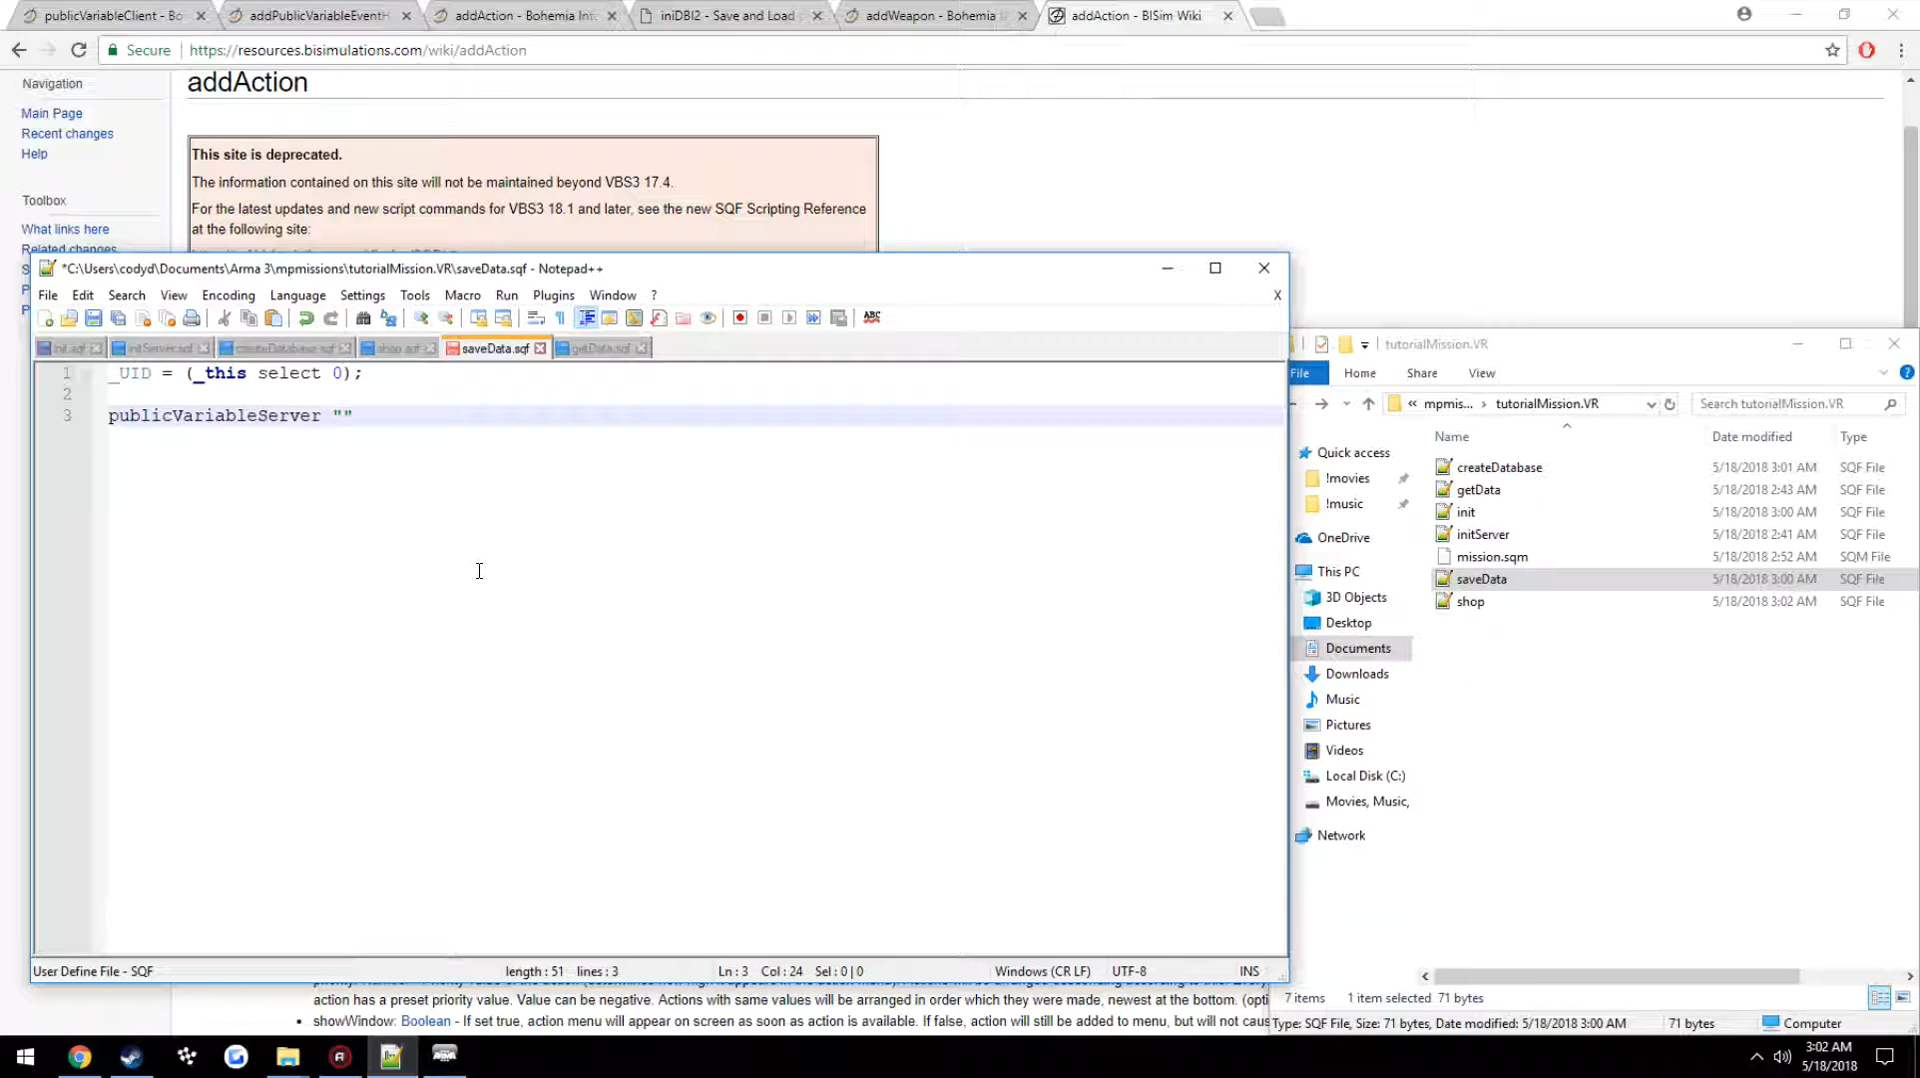 publicVariableClient - Bo
addPublicVariableEventH
addAction - Bohemia Int
iniDBI2 - Save and Load
addWeapon - Bohemia
addAction - BISim Wiki
Secure
https://resources.bisimulations.com/wiki/addAction
Navigation
Main Page
Recent changes
Help
Toolbox
What links here
Related changes
addAction
This site is deprecated.
The information contained on this site will not be maintained beyond VBS3 17.4.
For the latest updates and new script commands for VBS3 18.1 and later, see the new SQF Scripting Reference
at the following site:
*C:\Users\codyd\Documents\Arma 3\mpmissions\tutorialMission.VR\saveData.sqf - Notepad++
File Edit Search View Encoding Language Settings Tools Macro Run Plugins Window ?
X
ABC
init.sqf initServer.sqf createDatabase.sqf shop.sqf saveData.sqf getData.sqf
1 _UID = (_this select 0);
2
3 publicVariableServer ""
User Define File - SQF
length : 51 lines : 3
Ln : 3 Col : 24 Sel : 0 | 0
Windows (CR LF)
UTF-8
INS
tutorialMission.VR
File Home Share View
« mpmis... tutorialMission.VR
Search tutorialMission.VR
Quick access
!movies
!music
OneDrive
This PC
3D Objects
Desktop
Documents
Downloads
Music
Pictures
Videos
Local Disk (C:)
Movies, Music,
Network
Name Date modified Type
createDatabase 5/18/2018 3:01 AM SQF File
getData 5/18/2018 2:43 AM SQF File
init 5/18/2018 3:00 AM SQF File
initServer 5/18/2018 2:41 AM SQF File
mission.sqm 5/18/2018 2:52 AM SQM File
saveData 5/18/2018 3:00 AM SQF File
shop 5/18/2018 3:02 AM SQF File
7 items 1 item selected 71 bytes
Type: SQF File, Size: 71 bytes, Date modified: 5/18/2018 3:00 AM
71 bytes
Computer
action has a preset priority value. Value can be negative. Actions with same values will be arranged in order which they were made, newest at the bottom. (opti
showWindow: Boolean - If set true, action menu will appear on screen as soon as action is available. If false, action will still be added to menu, but will not cau
3:02 AM
5/18/2018